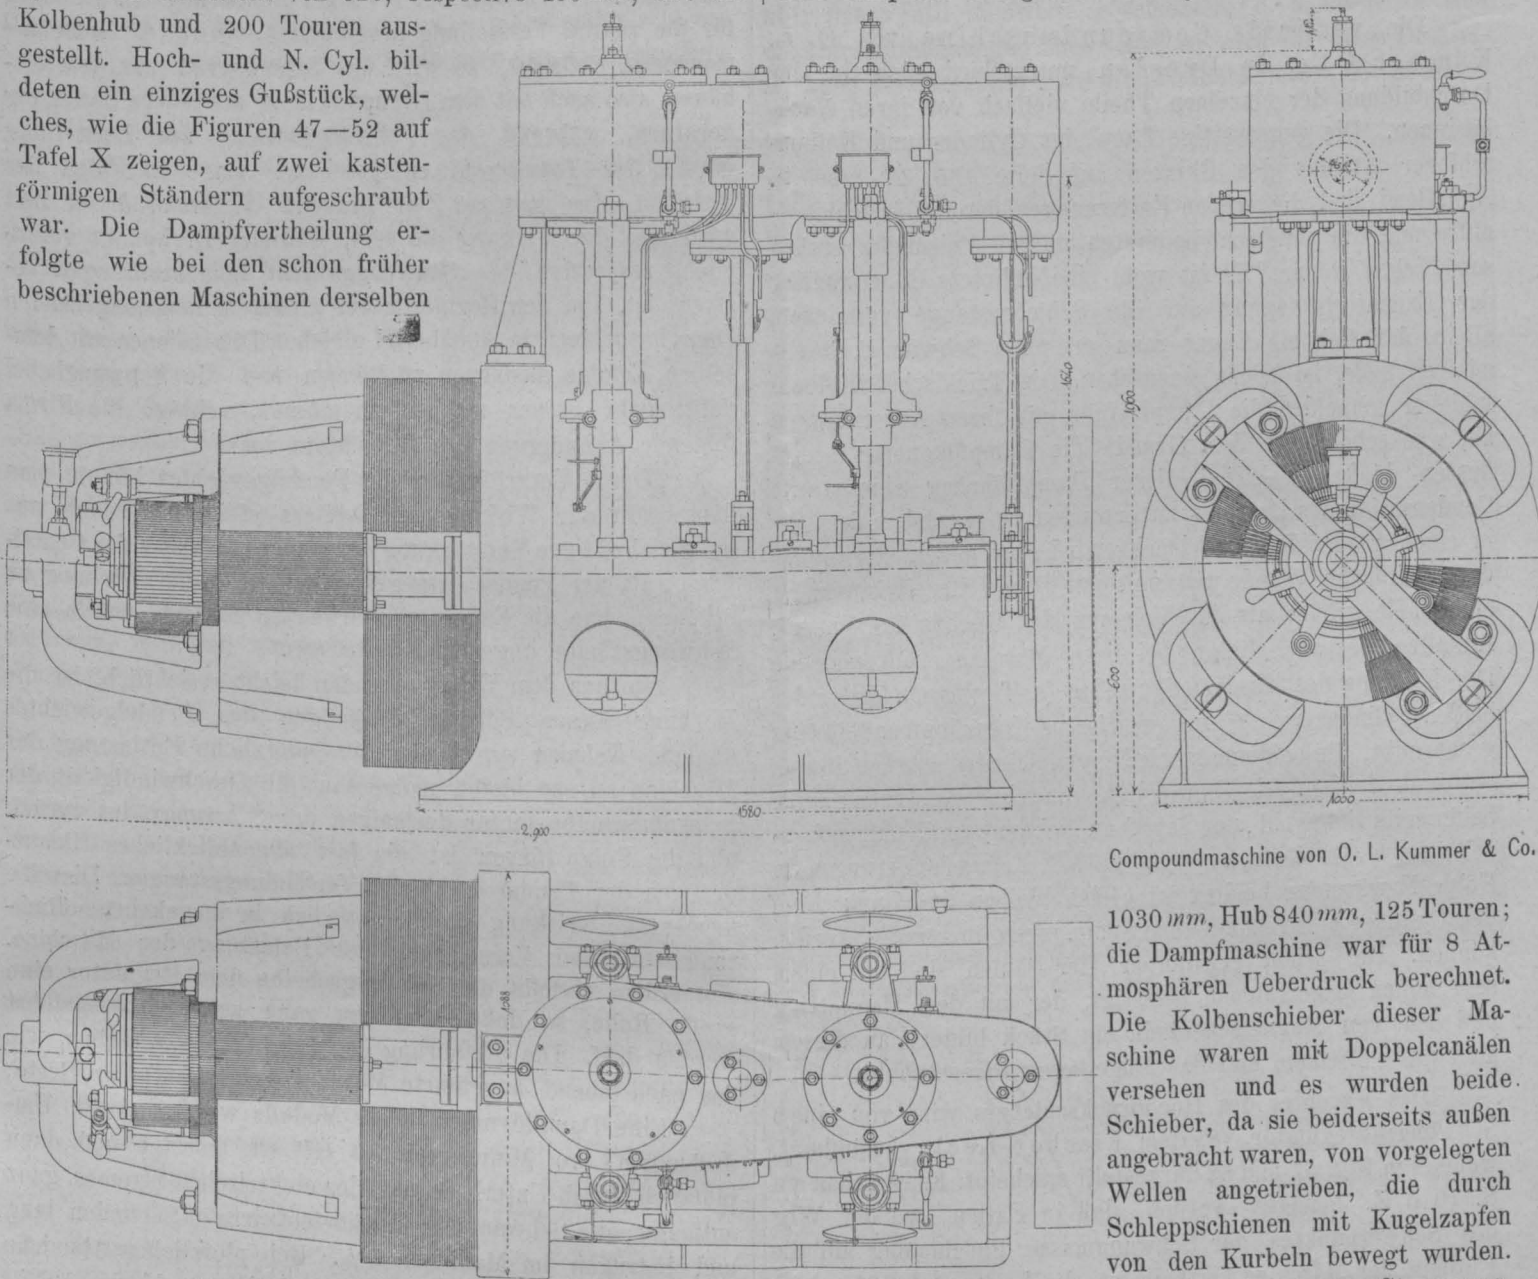 Kolbenhub und 200 Touren aus-
gestellt. Hoch- und N. Cyl. bil-
deten ein einziges Gußstück, wel-
ches, wie die Figuren 47—52 auf
Tafel X zeigen, auf zwei kasten-
förmigen Ständern aufgeschraubt
war. Die Dampfvertheilung er-
folgte wie bei den schon früher
beschriebenen Maschinen derselben
1640
1960
600
1580
2,900
1000
1088
Compoundmaschine von O. L. Kummer & Co.
1030 mm, Hub 840 mm, 125 Touren;
die Dampfmaschine war für 8 At-
mosphären Ueberdruck berechnet.
Die Kolbenschieber dieser Ma-
schine waren mit Doppelcanälen
versehen und es wurden beide
Schieber, da sie beiderseits außen
angebracht waren, von vorgelegten
Wellen angetrieben, die durch
Schleppschienen mit Kugelzapfen
von den Kurbeln bewegt wurden.